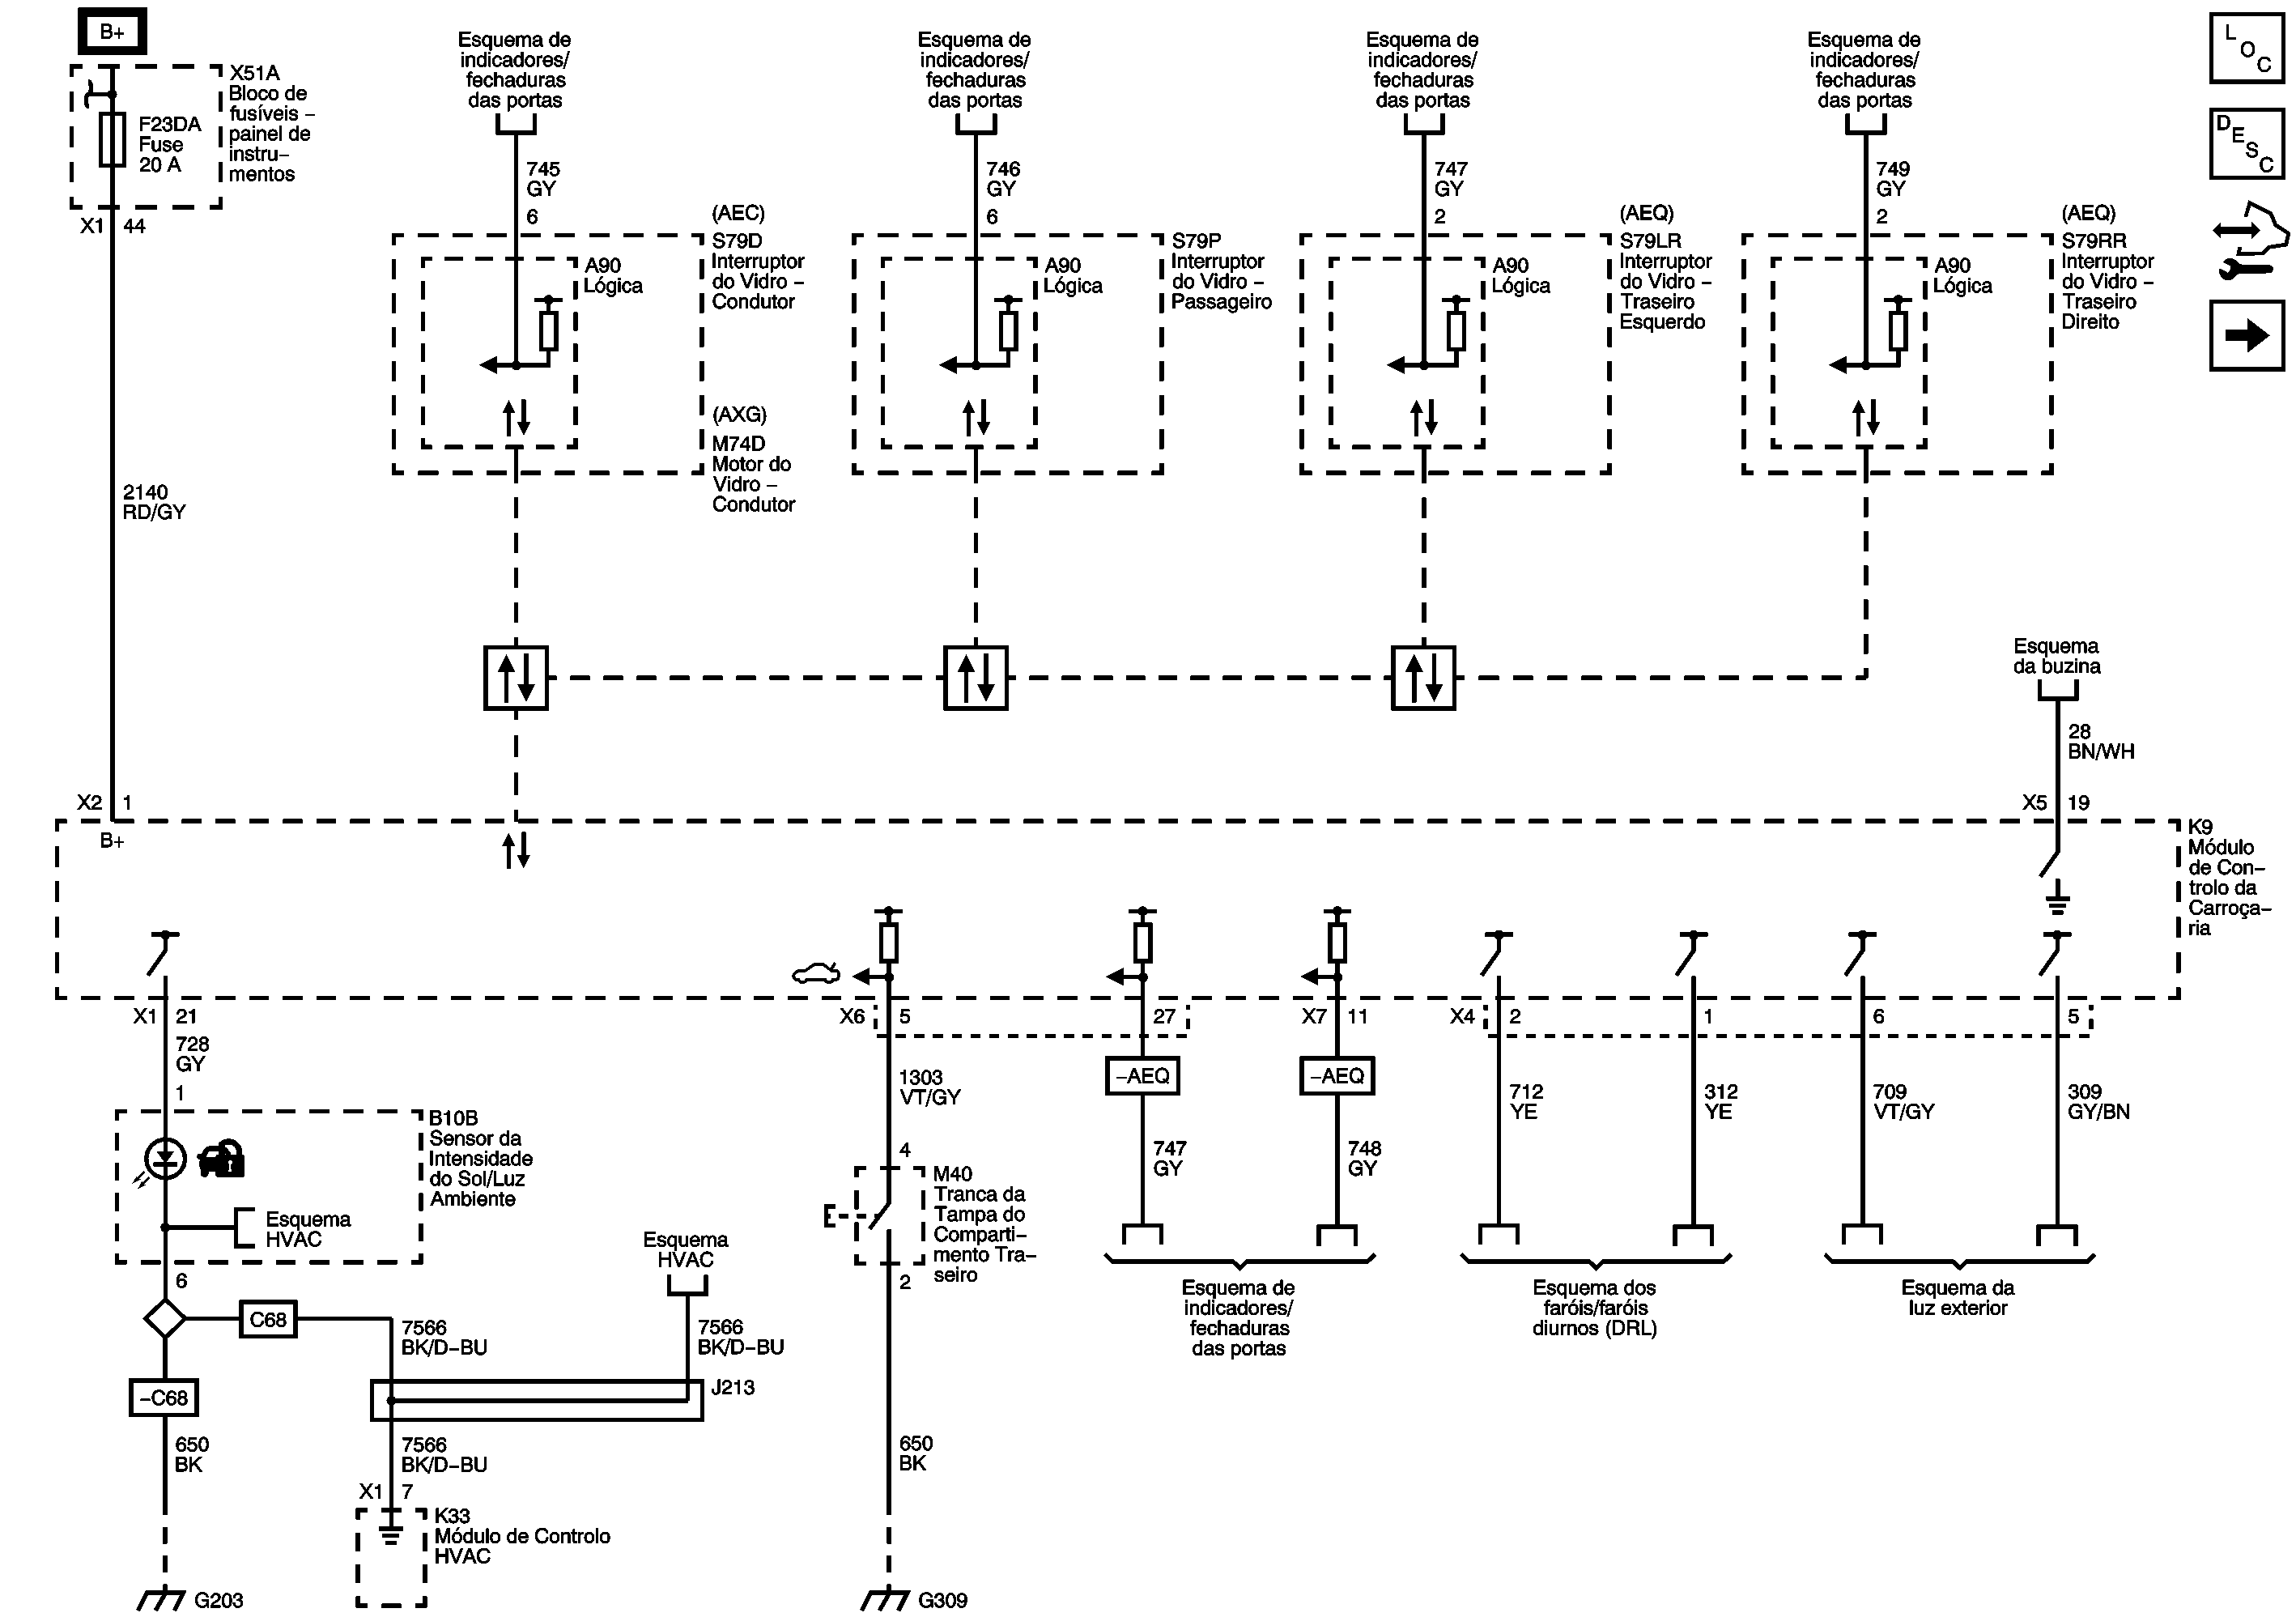 B+
X51A
Bloco de
fusíveis –
painel de
instru–
mentos
F23DA
Fuse
20 A
X1 44
2140
RD/GY
X2 1
Esquema de
indicadores/
fechaduras
das portas
745
GY
6
(AEC)
S79D
Interruptor
do Vidro –
Condutor
A90
Lógica
(AXG)
M74D
Motor do
Vidro –
Condutor
Esquema de
indicadores/
fechaduras
das portas
746
GY
6
S79P
Interruptor
do Vidro –
Passageiro
A90
Lógica
Esquema de
indicadores/
fechaduras
das portas
747
GY
2
(AEQ)
S79LR
Interruptor
do Vidro –
Traseiro
Esquerdo
A90
Lógica
Esquema de
indicadores/
fechaduras
das portas
749
GY
2
(AEQ)
S79RR
Interruptor
do Vidro –
Traseiro
Direito
A90
Lógica
L
O
C
D
E
S
C
Esquema
da buzina
28
BN/WH
X5 19
B+
K9
Módulo
de Con–
trolo da
Carroça–
ria
X1 21
728
GY
1
B10B
Sensor da
Intensidade
do Sol/Luz
Ambiente
Esquema
HVAC
6
C68
–C68
650
BK
G203
7566
BK/D–BU
Esquema
HVAC
7566
BK/D–BU
J213
7566
BK/D–BU
X1 7
K33
Módulo de Controlo
HVAC
X6 5
1303
VT/GY
4
M40
Tranca da
Tampa do
Comparti–
mento Tra–
seiro
2
650
BK
G309
27
–AEQ
747
GY
X7 11
–AEQ
748
GY
Esquema de
indicadores/
fechaduras
das portas
X4 2
712
YE
1
312
YE
Esquema dos
faróis/faróis
diurnos (DRL)
6
709
VT/GY
5
309
GY/BN
Esquema da
luz exterior